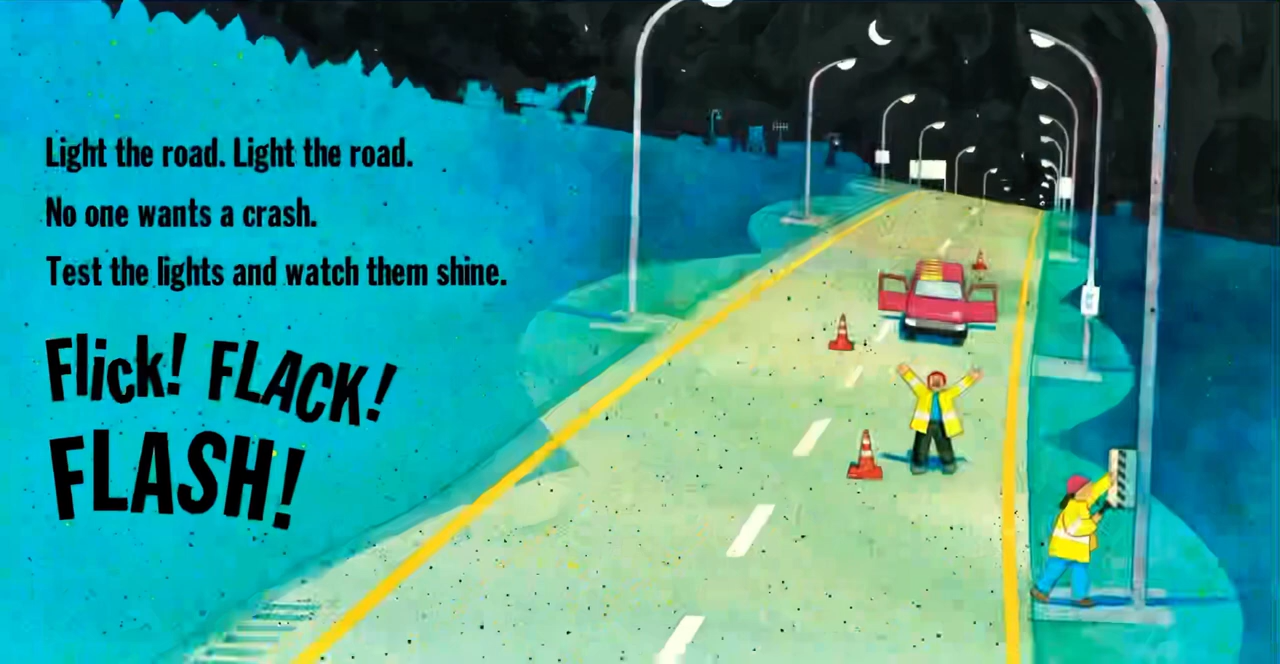 Light the road. Light the road.
No one wants a crash.
Test the lights and watch them shine.
Flick! FLACK!
FLASH!